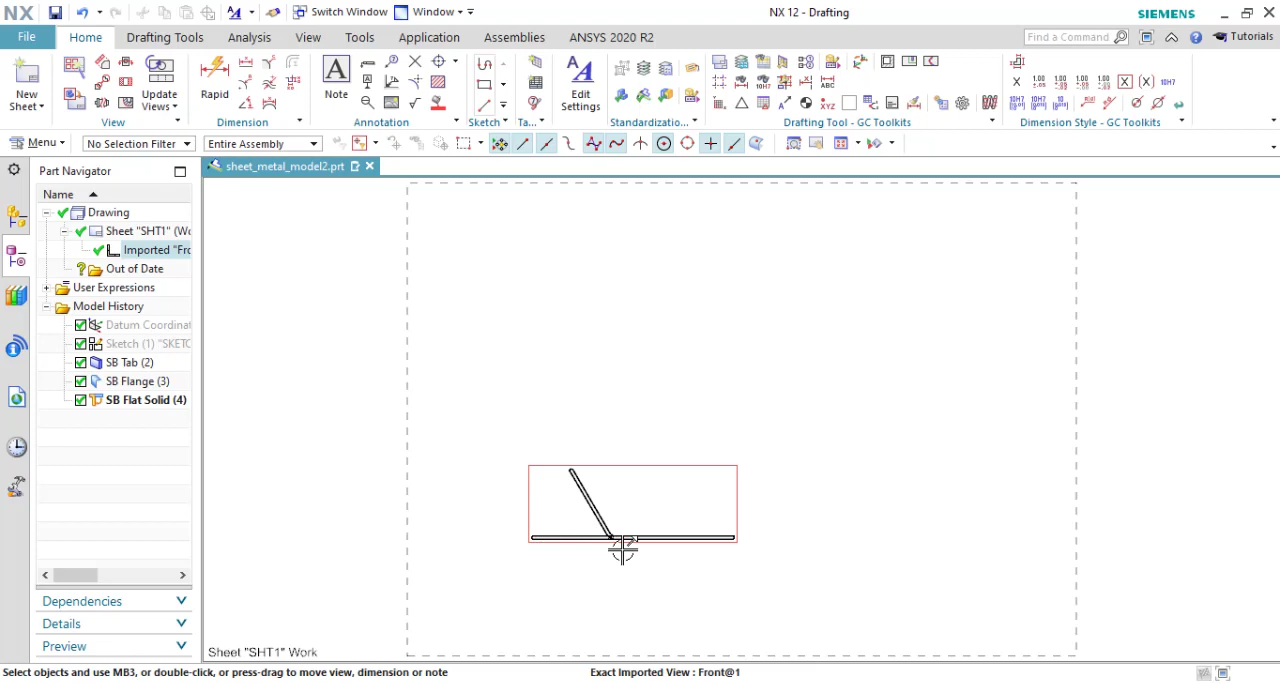 NX
Switch Window
Window
NX 12 - Drafting
SIEMENS
File
Home
Drafting Tools
Analysis
View
Tools
Application
Assemblies
ANSYS 2020 R2
Find a Command
Tutorials
New
Sheet
Update
Views
View
Rapid
Dimension
Note
Annotation
Sketch
Ta...
Edit
Settings
Standardizatio...
Drafting Tool - GC Toolkits
Dimension Style - GC Toolkits
Menu
No Selection Filter
Entire Assembly
Part Navigator
sheet_metal_model2.prt
Name
Drawing
Sheet "SHT1" (Wo
Imported "Fro
Out of Date
User Expressions
Model History
Datum Coordinat
Sketch (1) "SKETC
SB Tab (2)
SB Flange (3)
SB Flat Solid (4)
Dependencies
Details
Preview
Sheet "SHT1" Work
Select objects and use MB3, or double-click, or press-drag to move view, dimension or note
Exact Imported View : Front@1